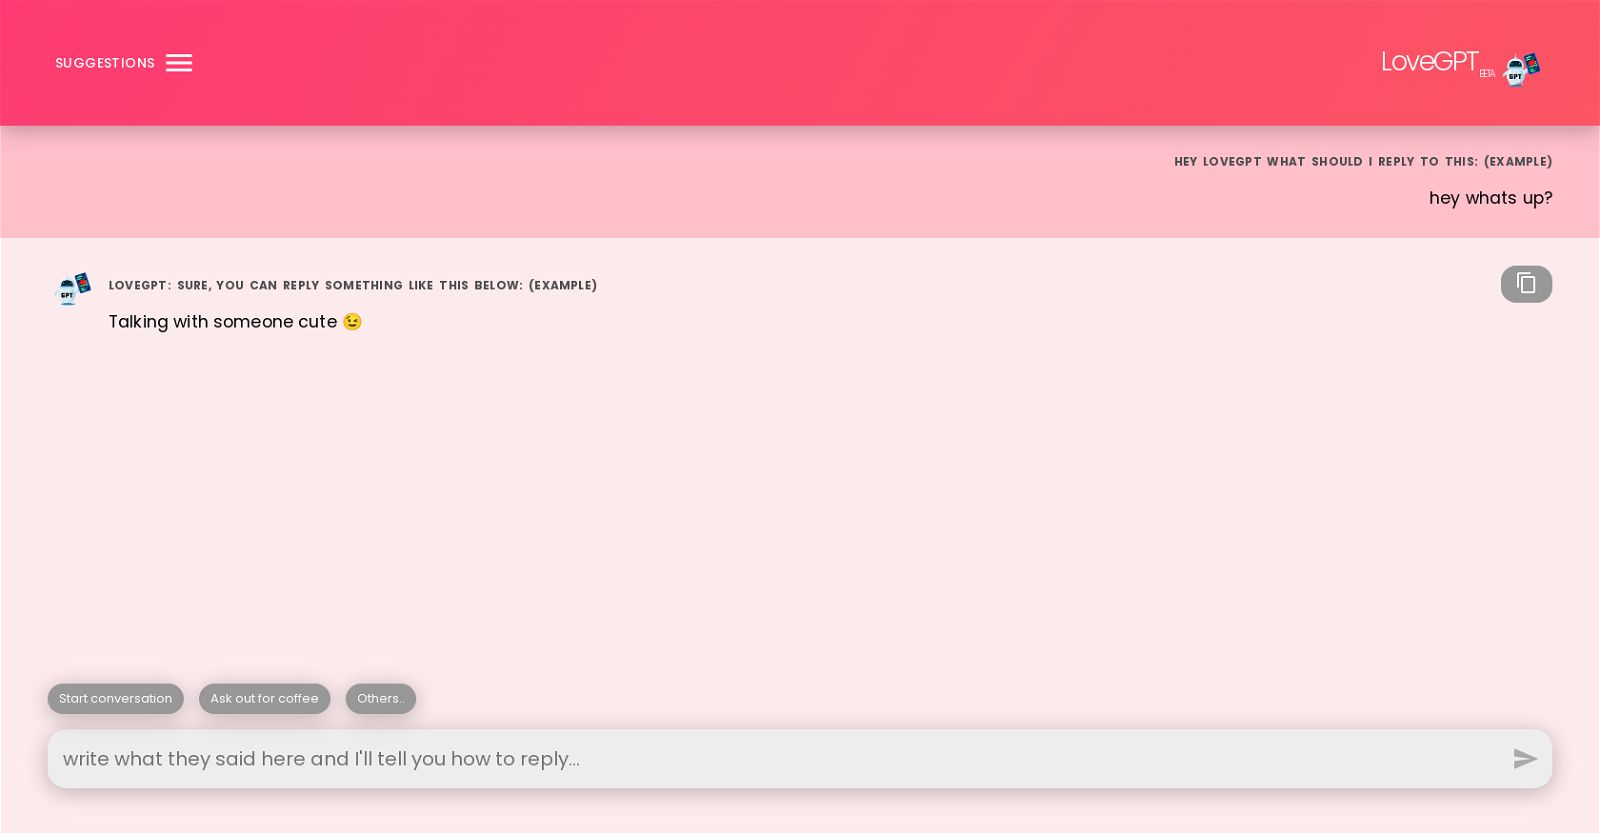 SUGGESTIONS
LoveGPT BETA
GPT
HEY LOVEGPT WHAT SHOULD I REPLY TO THIS: (EXAMPLE)
hey whats up?
GPT
LOVEGPT: SURE, YOU CAN REPLY SOMETHING LIKE THIS BELOW: (EXAMPLE)
Talking with someone cute 😉
Start conversation
Ask out for coffee
Others..
write what they said here and I'll tell you how to reply...